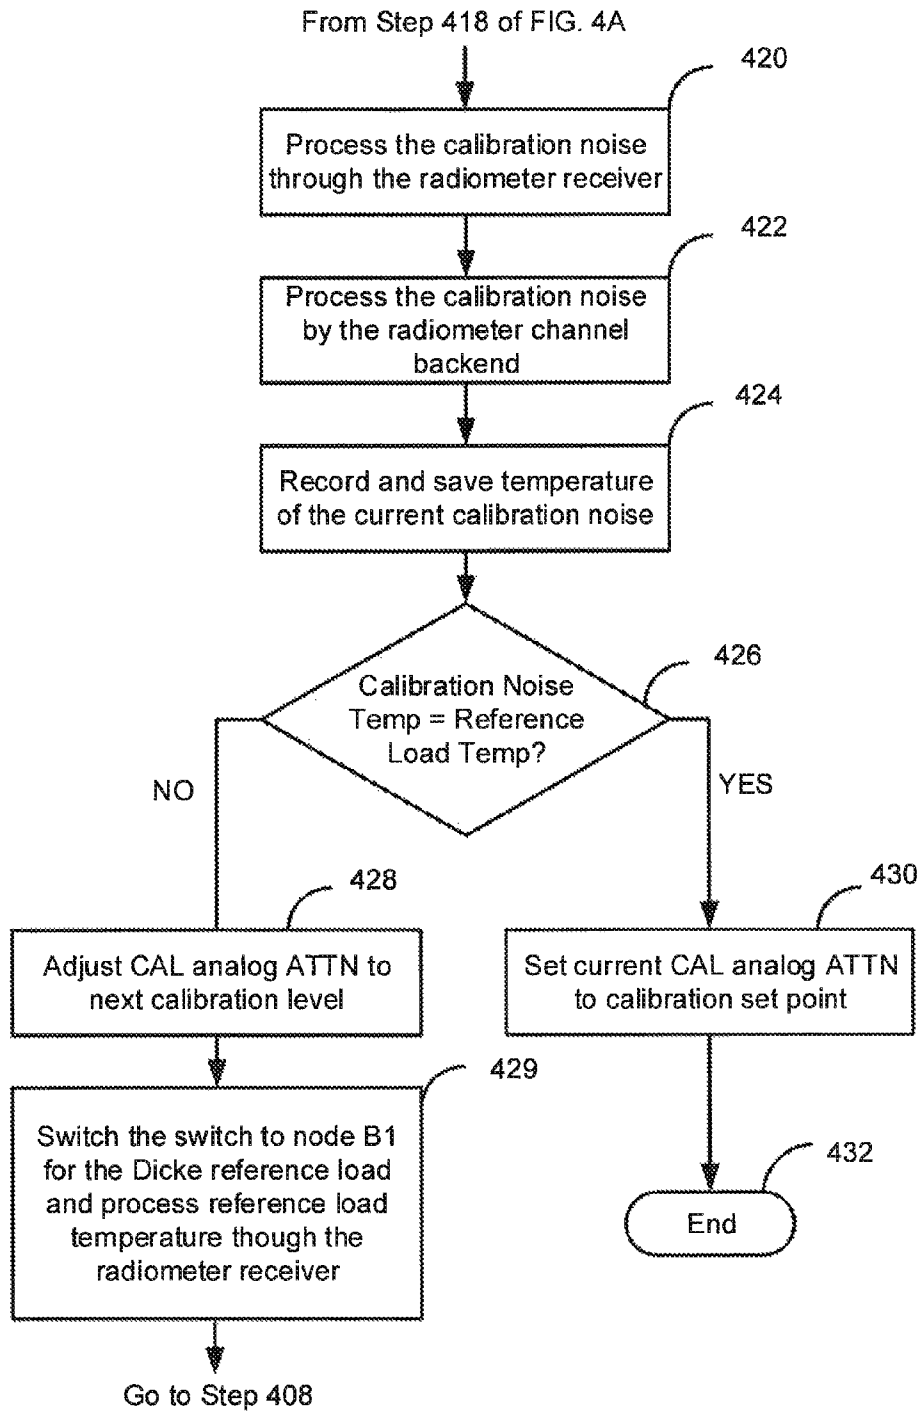 From Step 418 of FIG. 4A
420
Process the calibration noise
through the radiometer receiver
422
Process the calibration noise
by the radiometer channel
backend
424
Record and save temperature
of the current calibration noise
426
Calibration Noise
Temp = Reference
Load Temp?
NO
YES
428
Adjust CAL analog ATTN to
next calibration level
430
Set current CAL analog ATTN
to calibration set point
429
Switch the switch to node B1
for the Dicke reference load
and process reference load
temperature though the
radiometer receiver
432
End
Go to Step 408